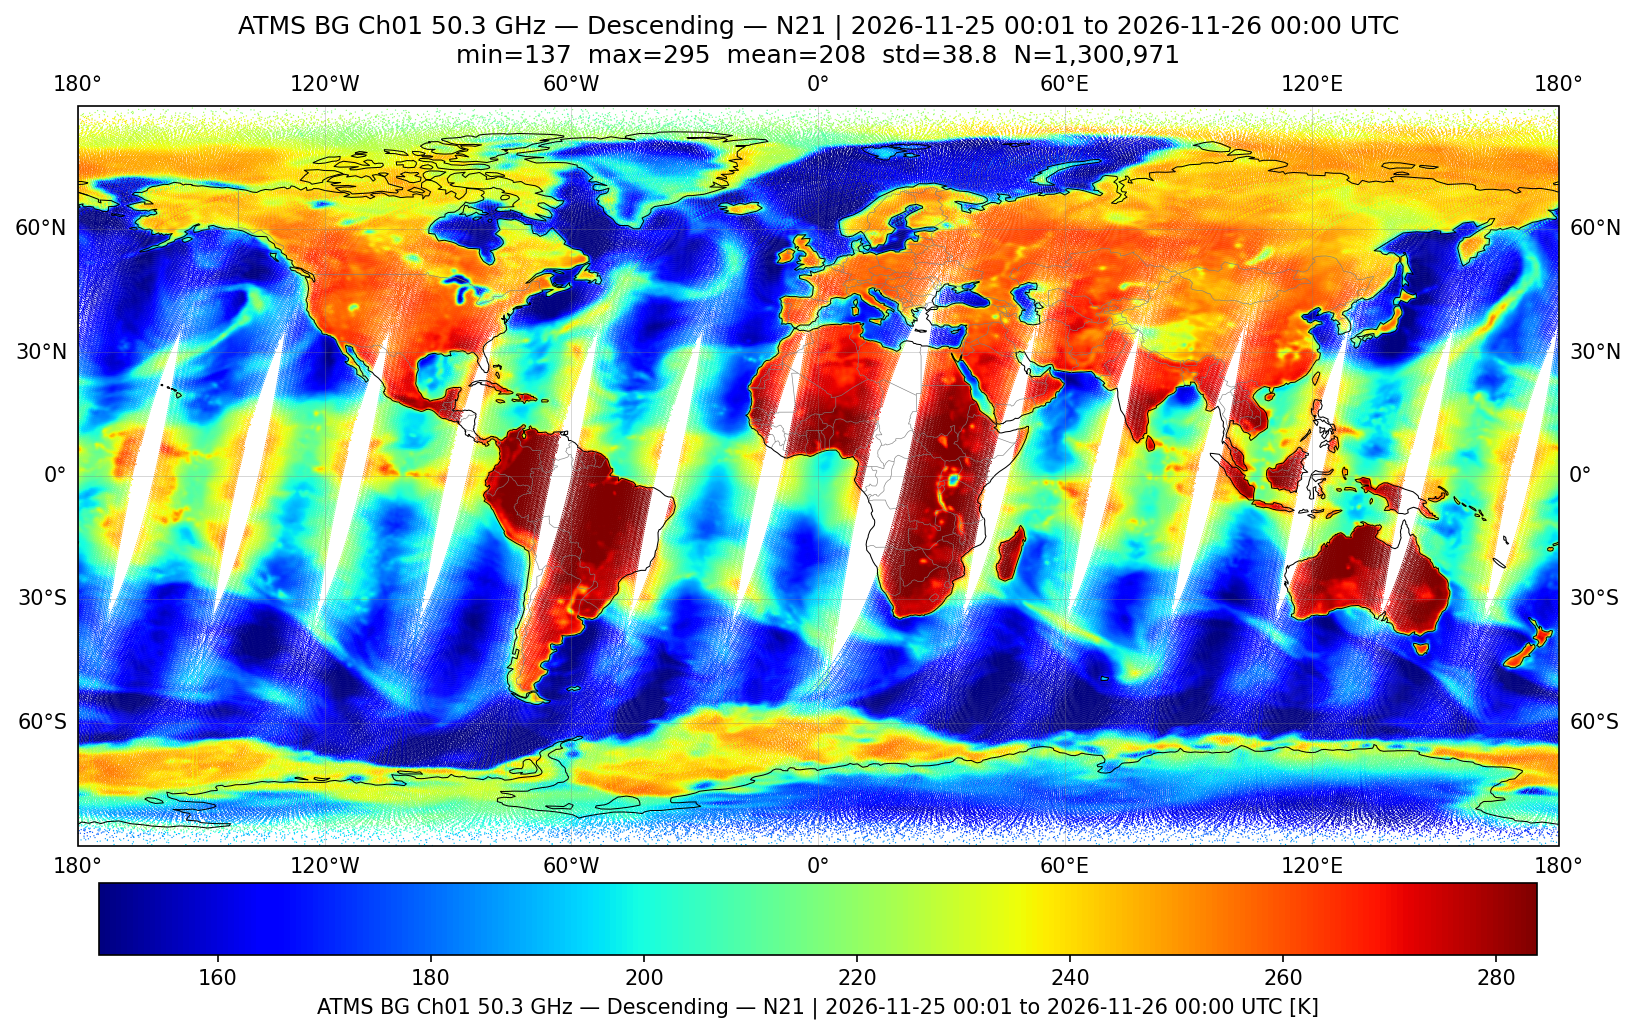 ATMS BG Ch01 50.3 GHz — Descending — N21 | 2026-11-25 00:01 to 2026-11-26 00:00 UTC
min=137  max=295  mean=208  std=38.8  N=1,300,971
180° 120°W 60°W 0° 60°E 120°E 180°
60°N 60°N
30°N 30°N
0° 0°
30°S 30°S
60°S 60°S
180° 120°W 60°W 0° 60°E 120°E 180°
160 180 200 220 240 260 280
ATMS BG Ch01 50.3 GHz — Descending — N21 | 2026-11-25 00:01 to 2026-11-26 00:00 UTC [K]